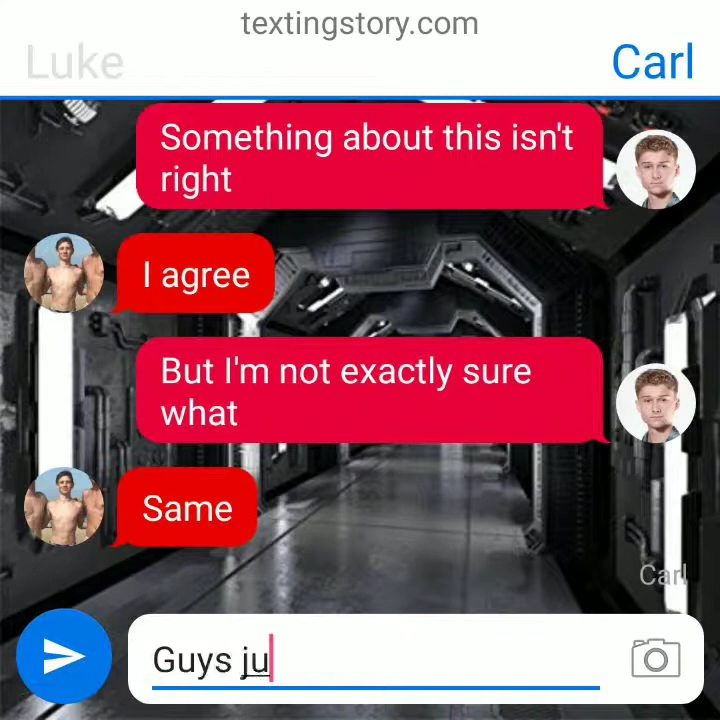 textingstory.com
Luke
Carl
Something about this isn't
right
I agree
But I'm not exactly sure
what
Same
Carl
Guys ju